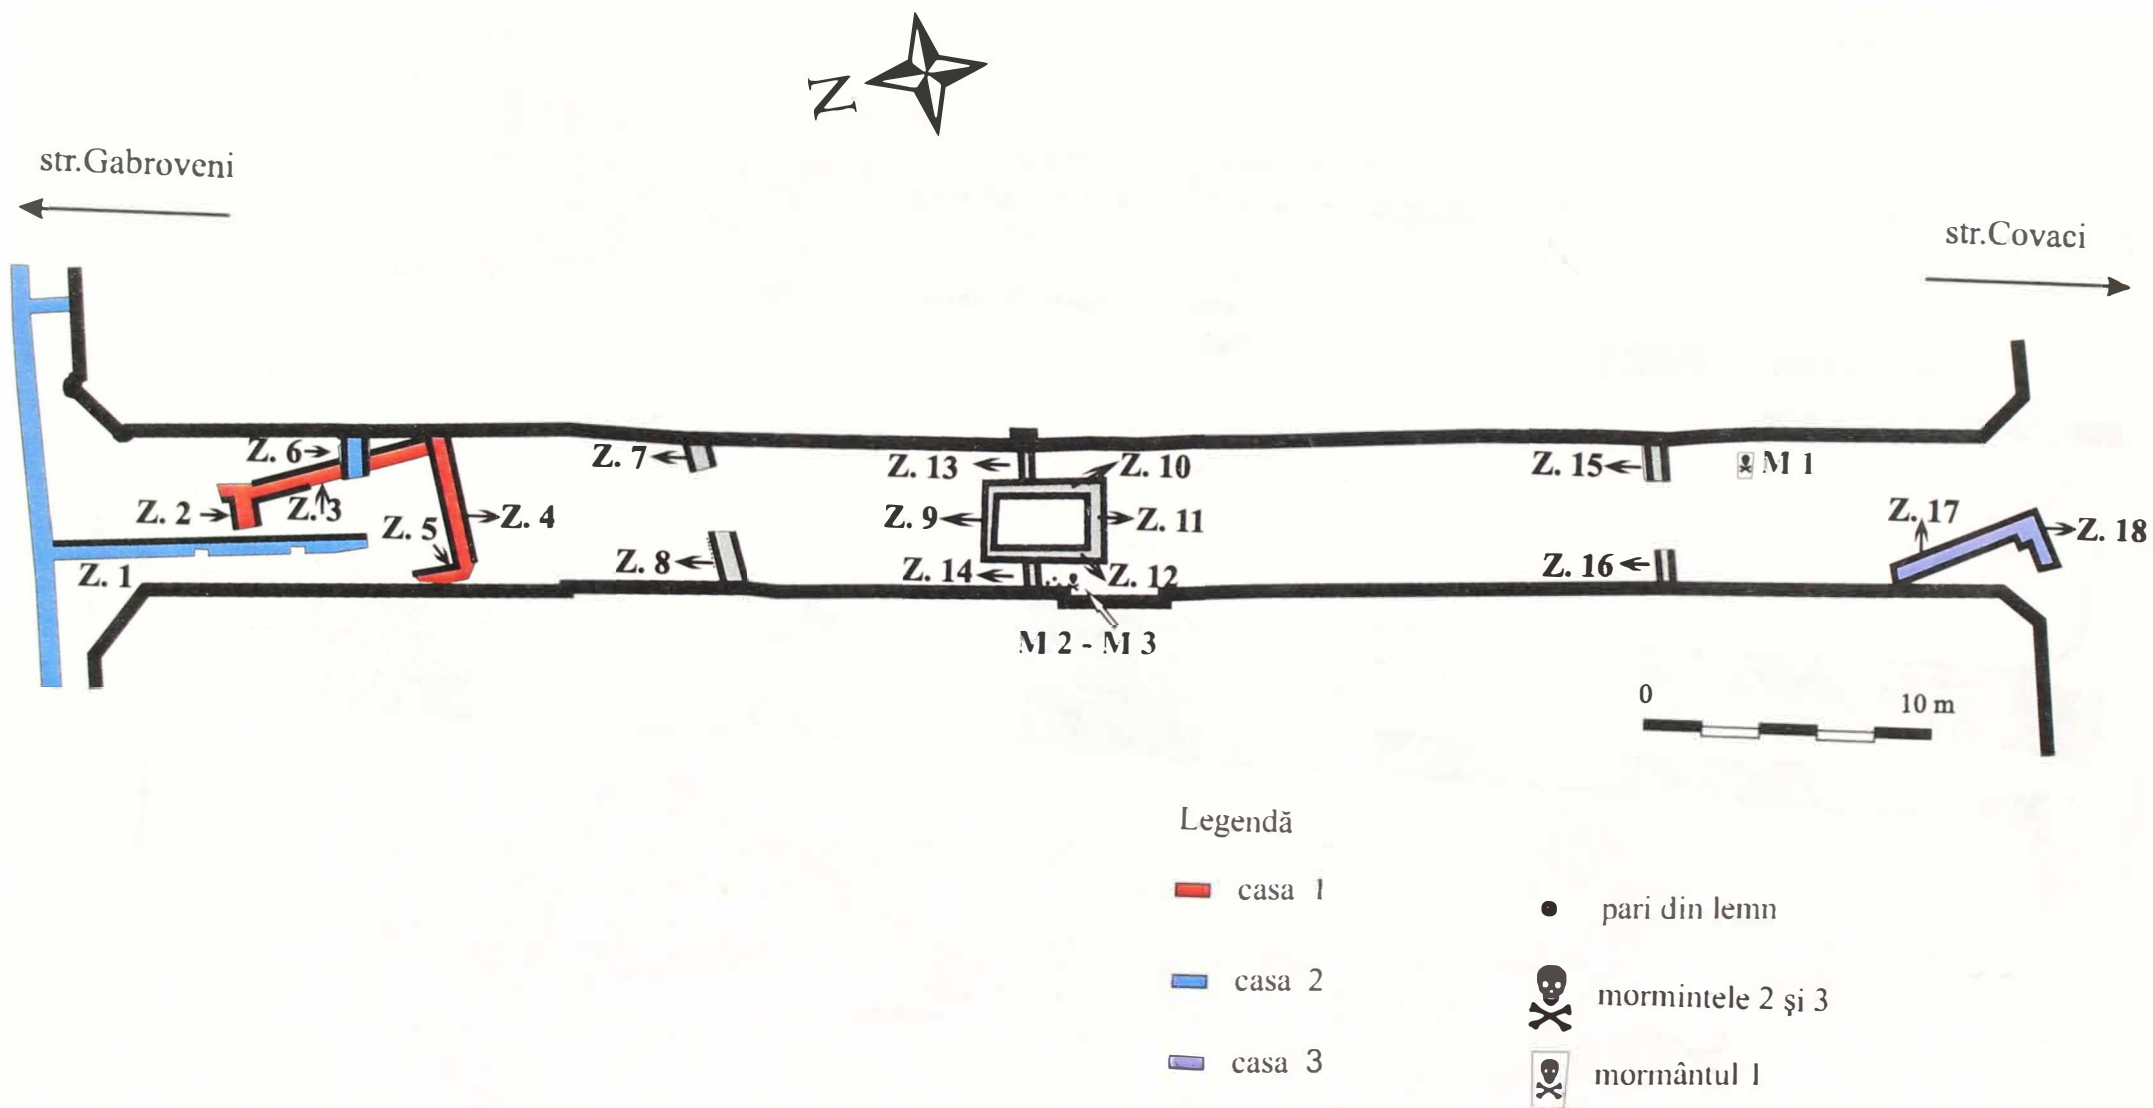 N
str.Gabroveni
str.Covaci
Z. 6
Z. 7
Z. 13
Z. 10
Z. 15
M 1
Z. 2
Z. 3
Z. 5
Z. 4
Z. 9
Z. 11
Z. 17
Z. 18
Z. 1
Z. 8
Z. 14
Z. 12
Z. 16
M 2 - M 3
0
10 m
Legendă
casa 1
casa 2
casa 3
pari din lemn
mormintele 2 şi 3
mormântul 1